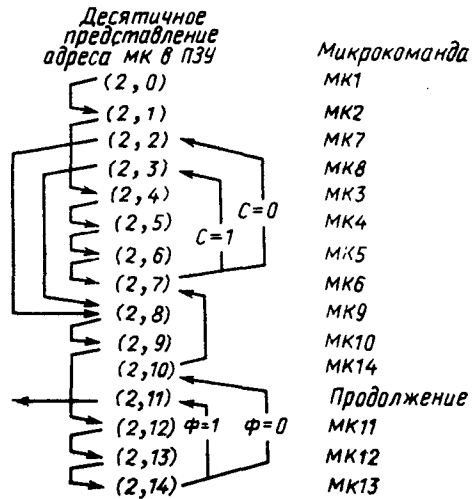 Десятичное
представление
адреса МК в ПЗУ Микрокоманда
(2,0) МК1
(2,1) МК2
(2,2) МК7
(2,3) МК8
(2,4) МК3
C=0
(2,5) МК4
C=1
(2,6) МК5
(2,7) МК6
(2,8) МК9
(2,9) МК10
(2,10) МК14
(2,11) Продолжение
(2,12) Ф=1 Ф=0 МК11
(2,13) МК12
(2,14) МК13